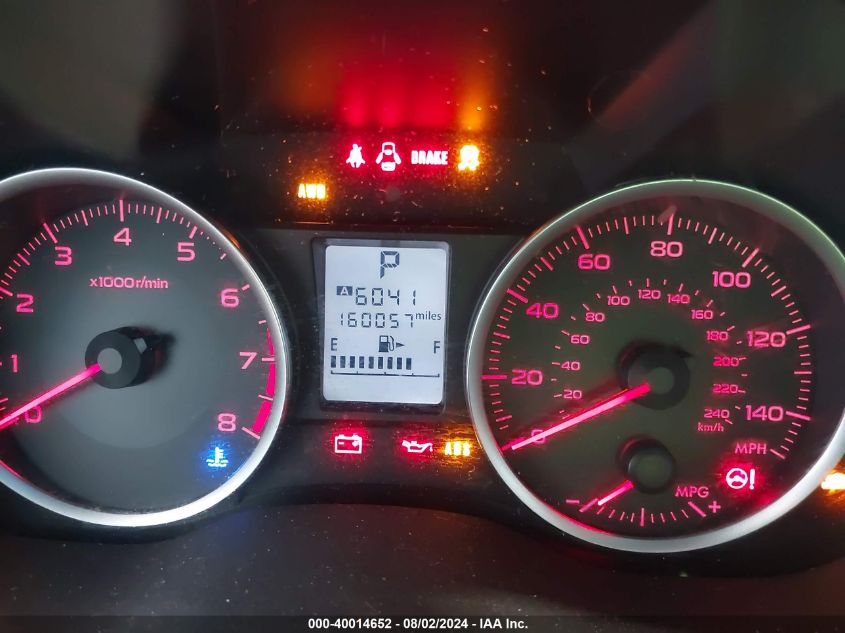 BRAKE
AWD
P
A 6041
160057 miles
E F
x1000r/min
0 1 2 3 4 5 6 7 8
ABS
0 20 40 60 80 100 120 140
MPH
20 40 60 80 100 120 140 160 180 200 220 240
km/h
- MPG +
!
000-40014652 - 08/02/2024 - IAA Inc.